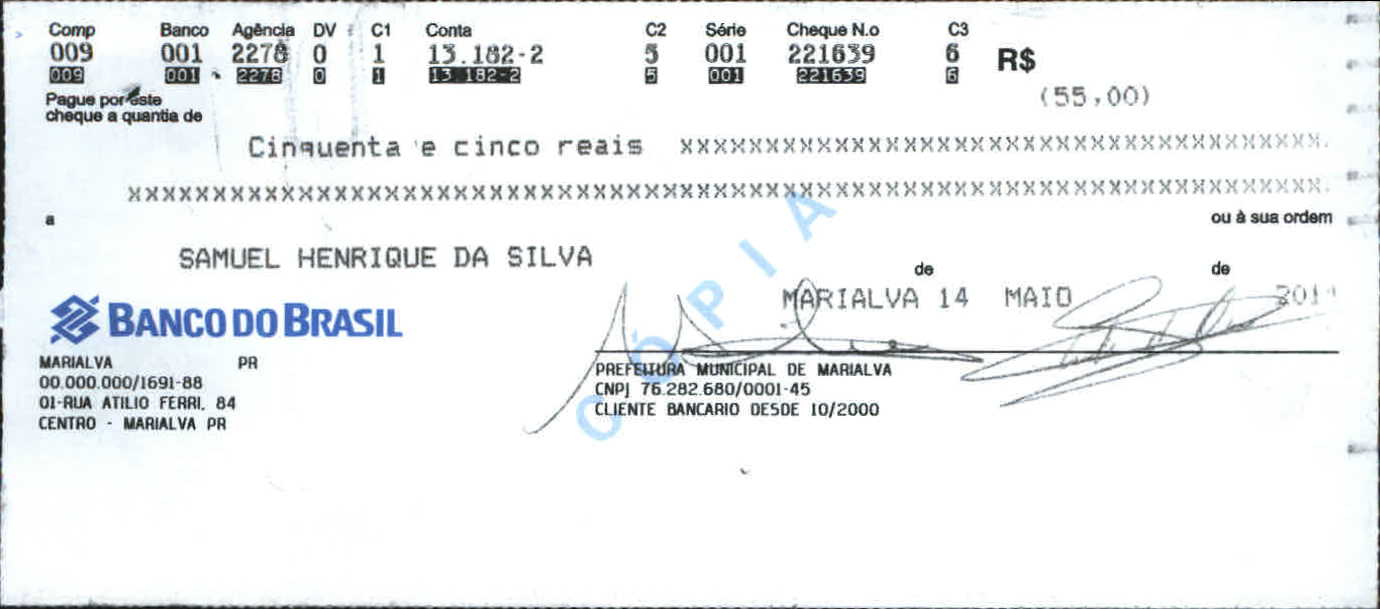 Comp Banco Agência DV C1 Conta C2 Série Cheque N.o C3
009 001 2278 0 1 13.182-2 5 001 221639 6 R$
009 001 2278 0 1 13.182-2 5 001 221639 6
(55,00)
Pague por este
cheque a quantia de
Cinquenta e cinco reais xxxxxxxxxxxxxxxxxxxxxxxxxxxxxxxxxxxxx.
xxxxxxxxxxxxxxxxxxxxxxxxxxxxxxxxxxxxxxxxxxxxxxxxxxxxxxxxxxxxxxxxxxxxx.
a ou à sua ordem
SAMUEL HENRIQUE DA SILVA
de de
MARIALVA 14 MAIO
BANCO DO BRASIL
MARIALVA PR
00.000.000/1691-88
01-RUA ATILIO FERRI, 84
CENTRO - MARIALVA PR
PREFEITURA MUNICIPAL DE MARIALVA
CNPJ 76.282.680/0001-45
CLIENTE BANCARIO DESDE 10/2000
CÓPIA